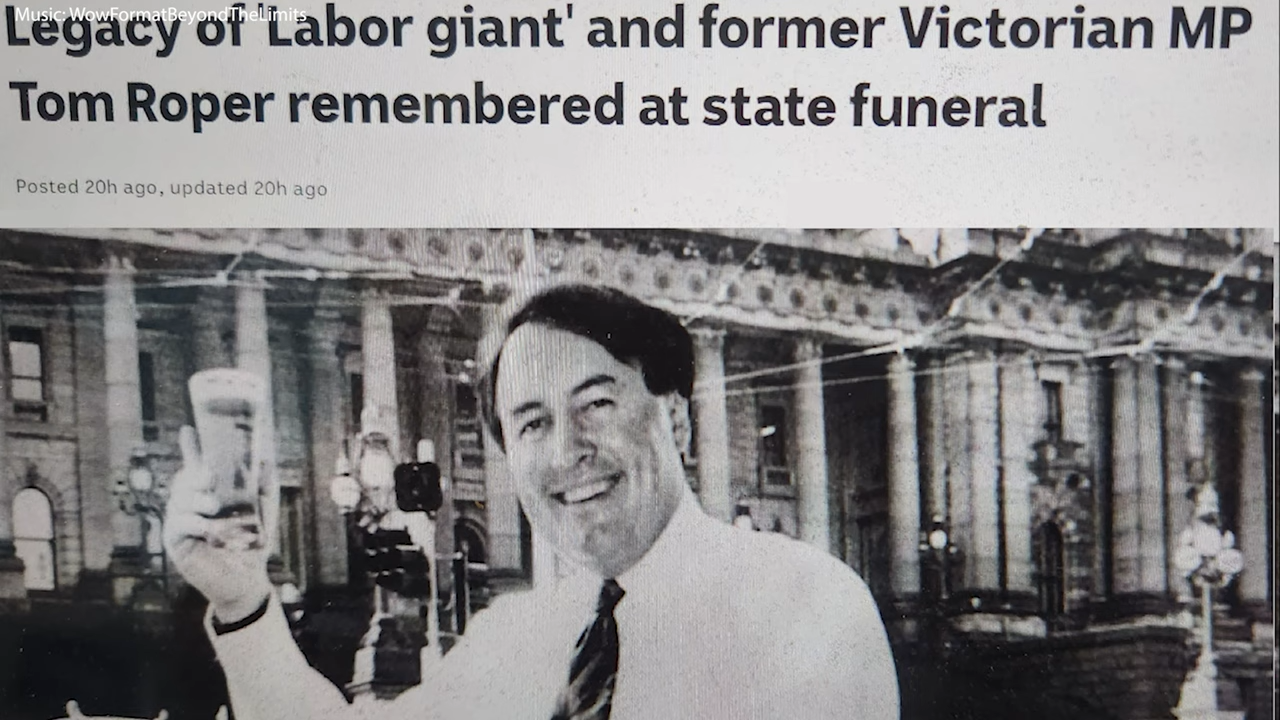 Music: WowFormatBeyondTheLimits
Legacy of 'Labor giant' and former Victorian MP
Tom Roper remembered at state funeral
Posted 20h ago, updated 20h ago